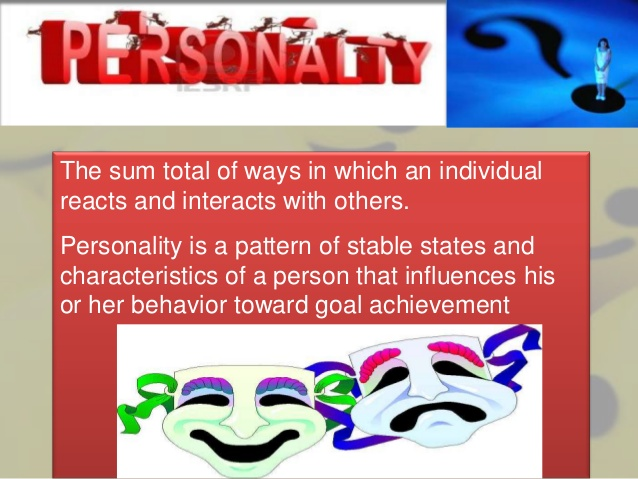 PERSONALTY
The sum total of ways in which an individual
reacts and interacts with others.
Personality is a pattern of stable states and
characteristics of a person that influences his
or her behavior toward goal achievement